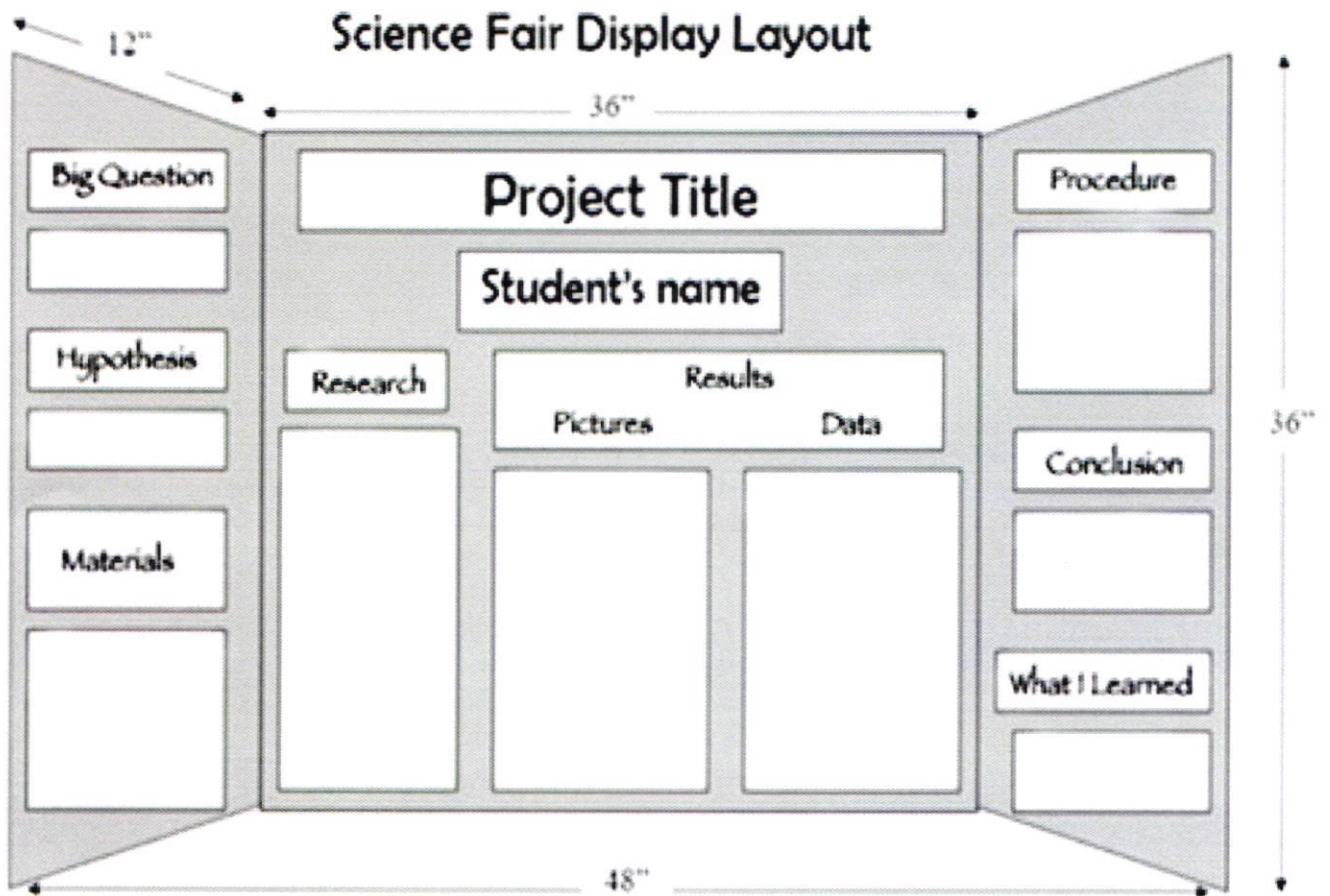 Science Fair Display Layout
12”
36”
Big Question
Hypothesis
Materials
Project Title
Student’s name
Research
Results
Pictures Data
Procedure
Conclusion
What I Learned
36”
48”